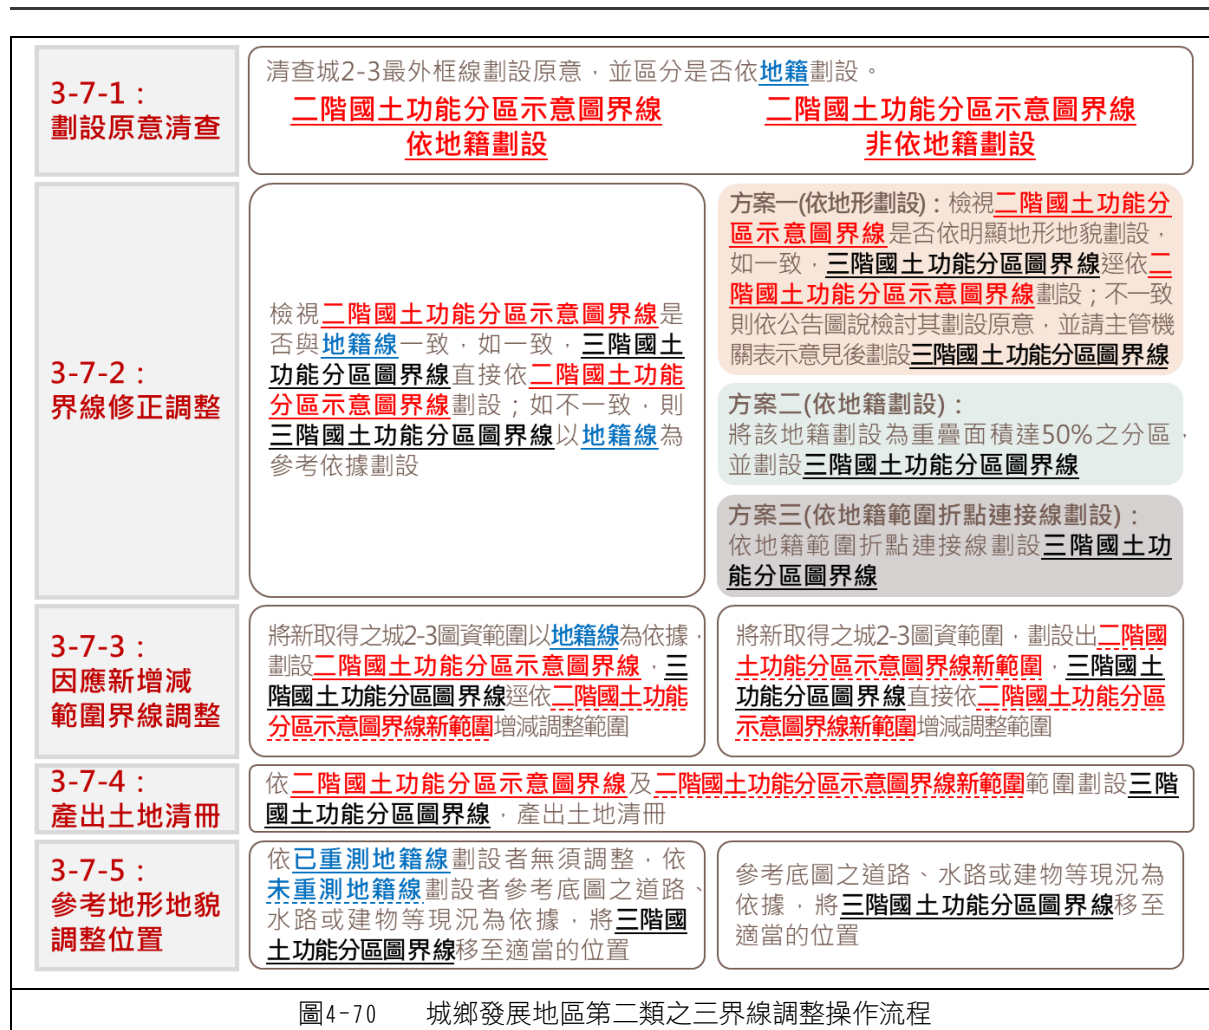 3-7-1：
劃設原意清查
清查城2-3最外框線劃設原意，並區分是否依地籍劃設。
二階國土功能分區示意圖界線
依地籍劃設
二階國土功能分區示意圖界線
非依地籍劃設
3-7-2：
界線修正調整
檢視二階國土功能分區示意圖界線是
否與地籍線一致，如一致，三階國土
功能分區圖界線直接依二階國土功能
分區示意圖界線劃設；如不一致，則
三階國土功能分區圖界線以地籍線為
參考依據劃設
方案一(依地形劃設)：檢視二階國土功能分
區示意圖界線是否依明顯地形地貌劃設，
如一致，三階國土功能分區圖界線逕依二
階國土功能分區示意圖界線劃設；不一致
則依公告圖說檢討其劃設原意，並請主管機
關表示意見後劃設三階國土功能分區圖界線
方案二(依地籍劃設)：
將該地籍劃設為重疊面積達50%之分區，
並劃設三階國土功能分區圖界線
方案三(依地籍範圍折點連接線劃設)：
依地籍範圍折點連接線劃設三階國土功
能分區圖界線
3-7-3：
因應新增減
範圍界線調整
將新取得之城2-3圖資範圍以地籍線為依據，
劃設二階國土功能分區示意圖界線，三
階國土功能分區圖界線逕依二階國土功能
分區示意圖界線新範圍增減調整範圍
將新取得之城2-3圖資範圍，劃設出二階國
土功能分區示意圖界線新範圍，三階國土
功能分區圖界線直接依二階國土功能分區
示意圖界線新範圍增減調整範圍
3-7-4：
產出土地清冊
依二階國土功能分區示意圖界線及二階國土功能分區示意圖界線新範圍範圍劃設三階
國土功能分區圖界線，產出土地清冊
3-7-5：
參考地形地貌
調整位置
依已重測地籍線劃設者無須調整，依
未重測地籍線劃設者參考底圖之道路、
水路或建物等現況為依據，將三階國
土功能分區圖界線移至適當的位置
參考底圖之道路、水路或建物等現況為
依據，將三階國土功能分區圖界線移至
適當的位置
圖4-70 城鄉發展地區第二類之三界線調整操作流程